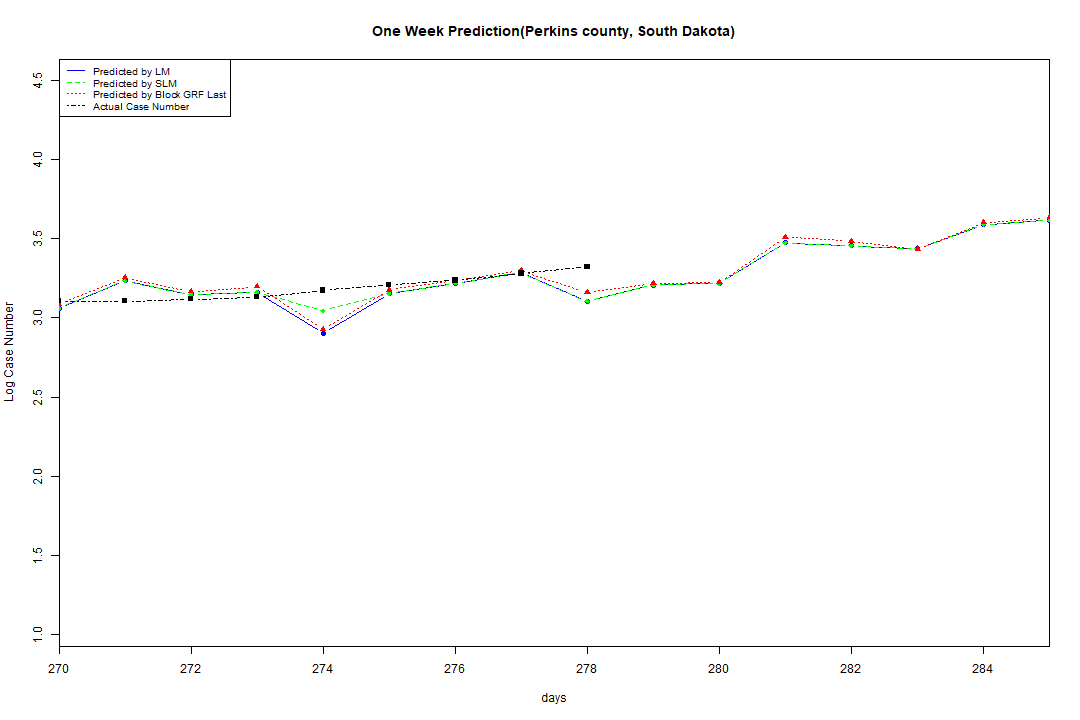 One Week Prediction(Perkins county, South Dakota)
Predicted by LM
Predicted by SLM
Predicted by Block GRF Last
Actual Case Number
4.5
4.0
3.5
3.0
2.5
2.0
1.5
1.0
Log Case Number
270 272 274 276 278 280 282 284
days